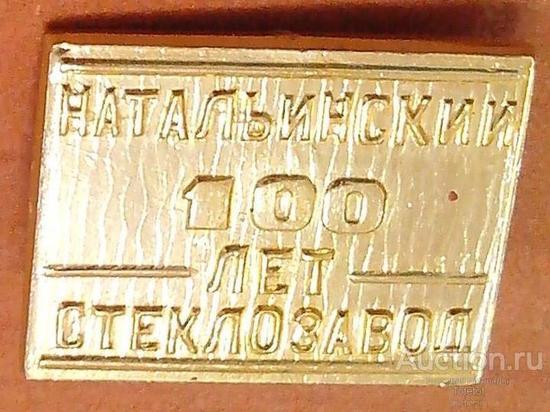 НАТАЛЬИНСКИЙ
100
ЛЕТ
СТЕКЛОЗАВОД
Auction.ru